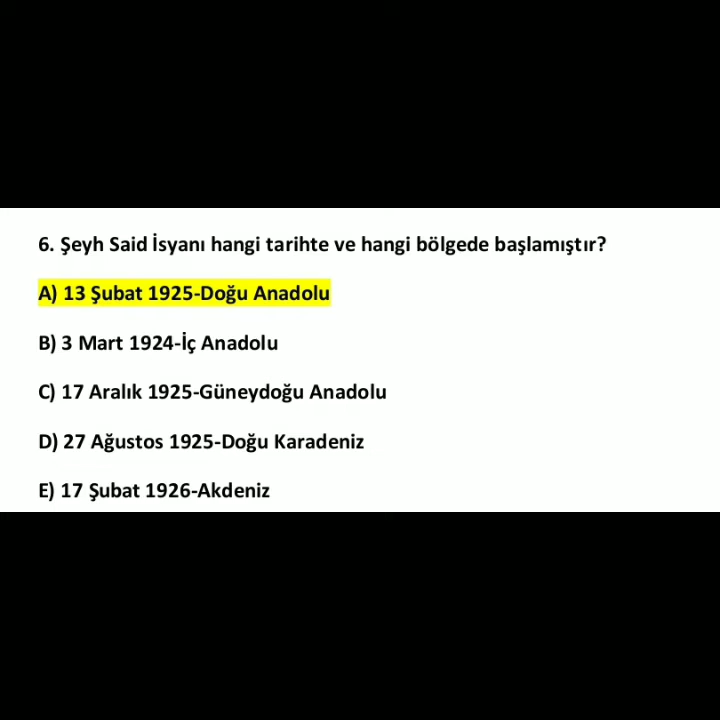 6. Şeyh Said İsyanı hangi tarihte ve hangi bölgede başlamıştır?
A) 13 Şubat 1925-Doğu Anadolu
B) 3 Mart 1924-İç Anadolu
C) 17 Aralık 1925-Güneydoğu Anadolu
D) 27 Ağustos 1925-Doğu Karadeniz
E) 17 Şubat 1926-Akdeniz